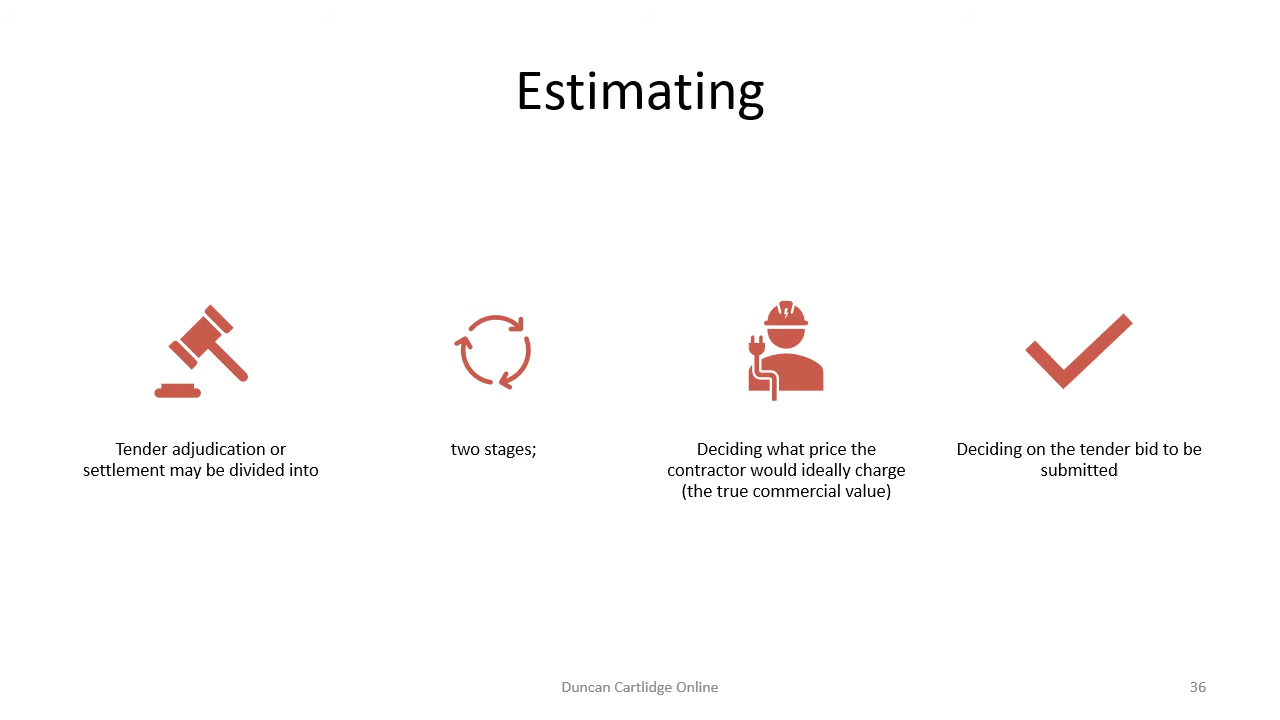 Estimating
Tender adjudication or
settlement may be divided into
two stages;
Deciding what price the
contractor would ideally charge
(the true commercial value)
Deciding on the tender bid to be
submitted
Duncan Cartlidge Online
36